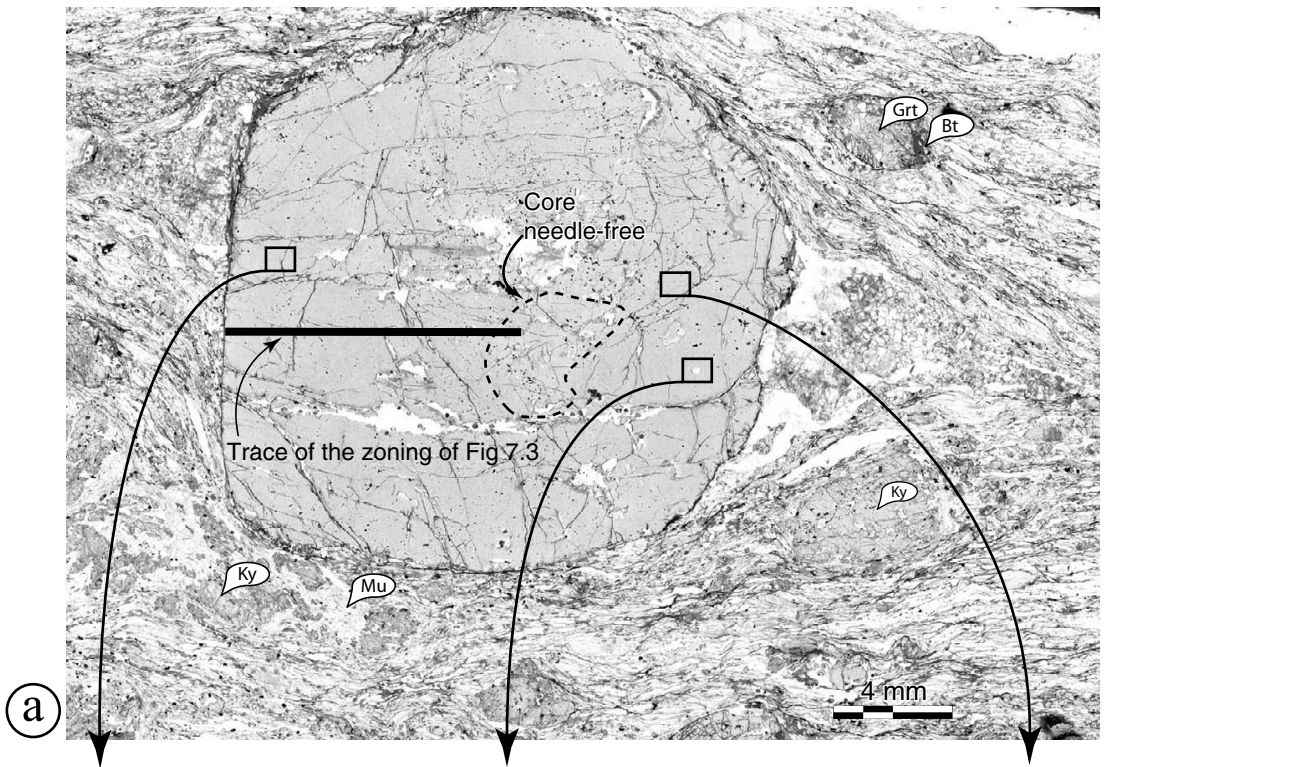 Grt
Bt
Core
needle-free
Trace of the zoning of Fig 7.3
Ky
Ky
Mu
4 mm
a